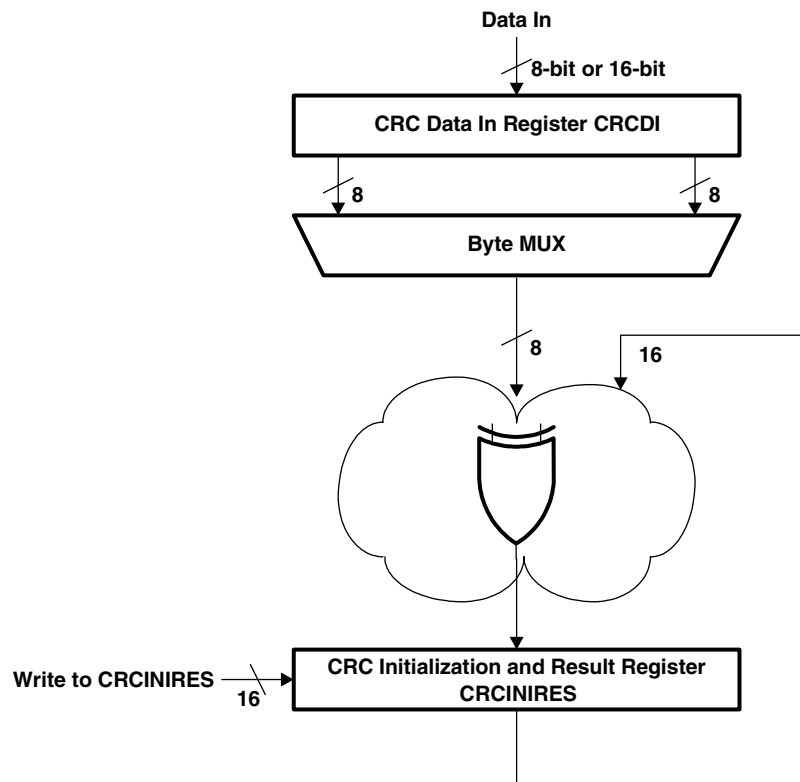 Data In
8-bit or 16-bit
CRC Data In Register CRCDI
8
8
Byte MUX
8
16
CRC Initialization and Result Register
CRCINIRES
Write to CRCINIRES
16